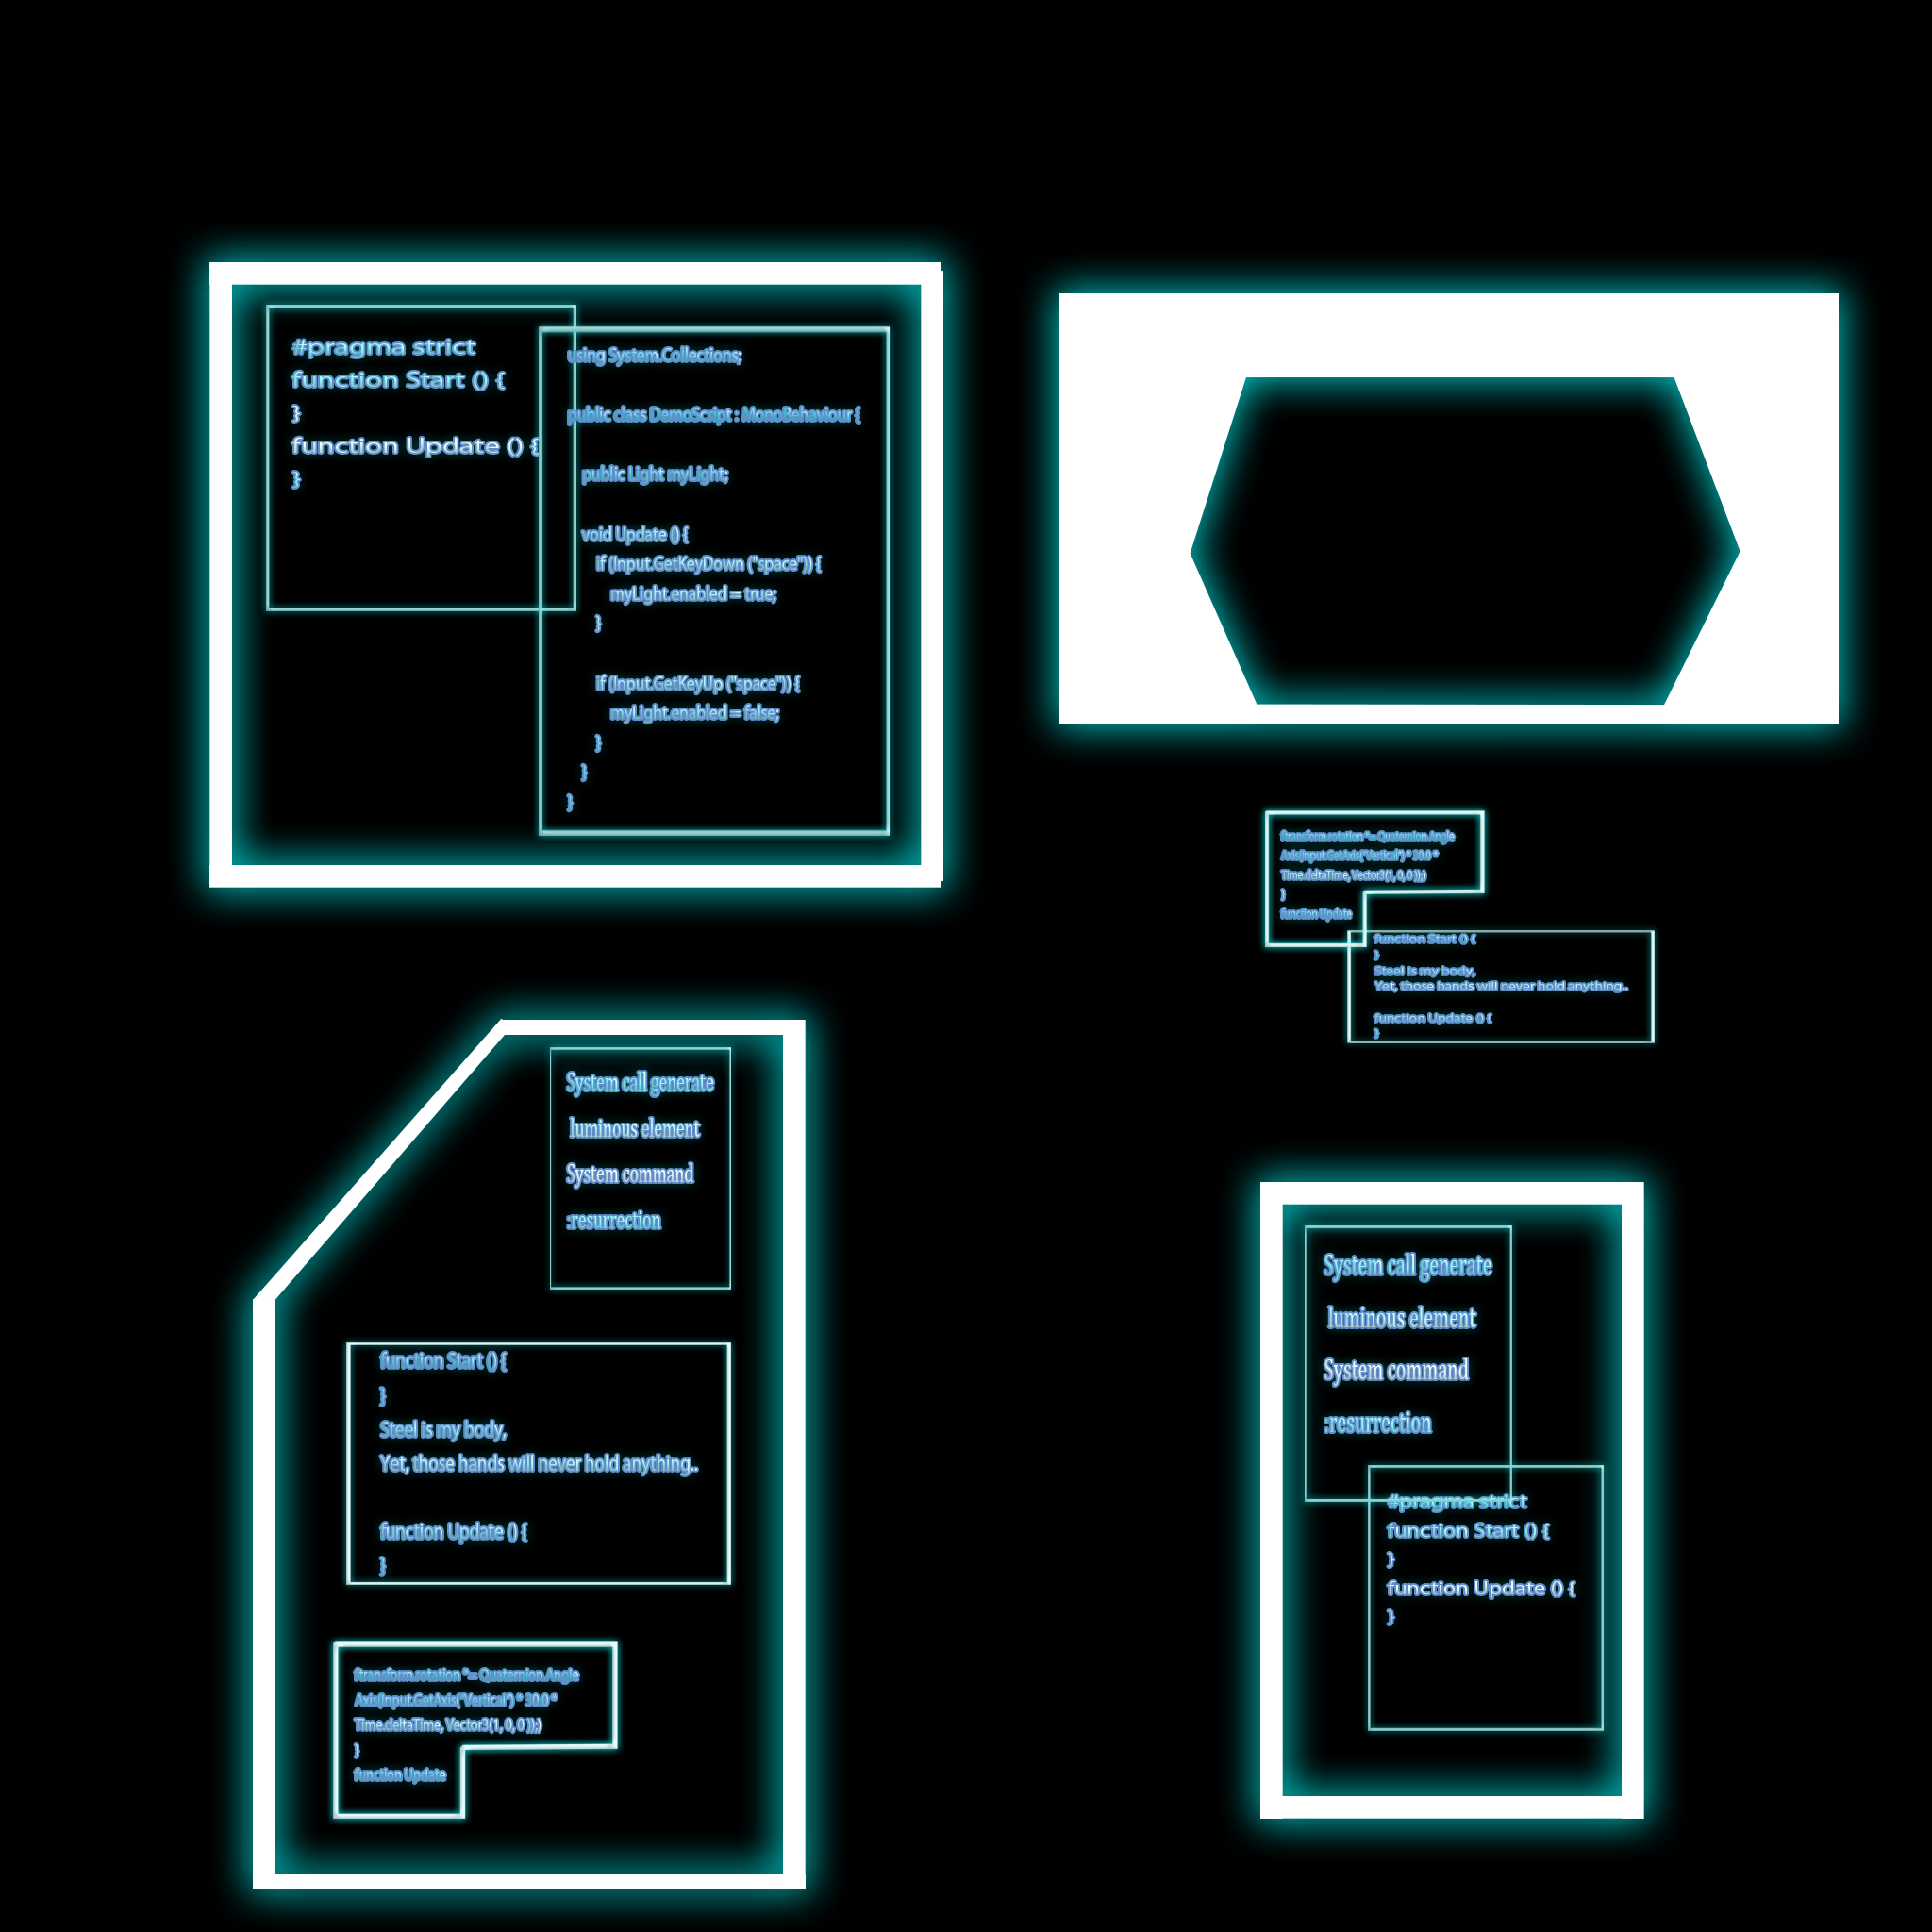 #pragma strict
function Start () {
}
function Update () {
}
using System.Collections;
public class DemoScript : MonoBehaviour {
public Light myLight;
void Update () {
if (Input.GetKeyDown ("space")) {
myLight.enabled = true;
}
if (Input.GetKeyUp ("space")) {
myLight.enabled = false;
}
}
}
ftransform.rotation *= Quaternion.Angle
Axis(Input.GetAxis("Vertical") * 30.0 *
Time.deltaTime, Vector3(1, 0, 0 ));)
}
function Update
function Start () {
}
Steel is my body,
Yet, those hands will never hold anything..
function Update () {
}
System call generate
luminous element
System command
:resurrection
function Start () {
}
Steel is my body,
Yet, those hands will never hold anything..
function Update () {
}
ftransform.rotation *= Quaternion.Angle
Axis(Input.GetAxis("Vertical") * 30.0 *
Time.deltaTime, Vector3(1, 0, 0 ));)
}
function Update
System call generate
luminous element
System command
:resurrection
#pragma strict
function Start () {
}
function Update () {
}